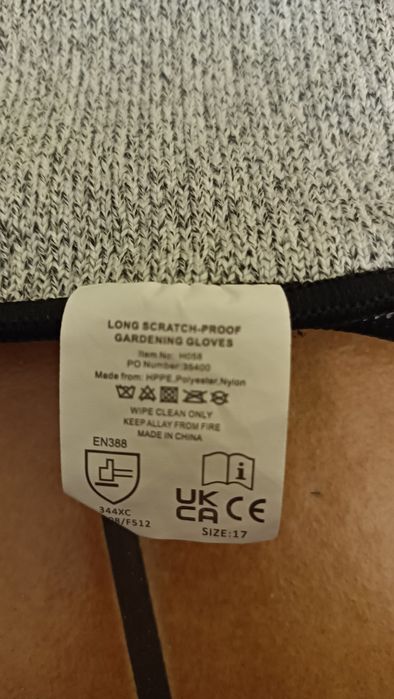 LONG SCRATCH-PROOF
GARDENING GLOVES
Item No: H058
PO Number:35400
Made from: HPPE,Polyester,Nylon
WIPE CLEAN ONLY
KEEP ALLAY FROM FIRE
MADE IN CHINA
EN388
i
344XC
/F512
UK
CA CE
SIZE:17